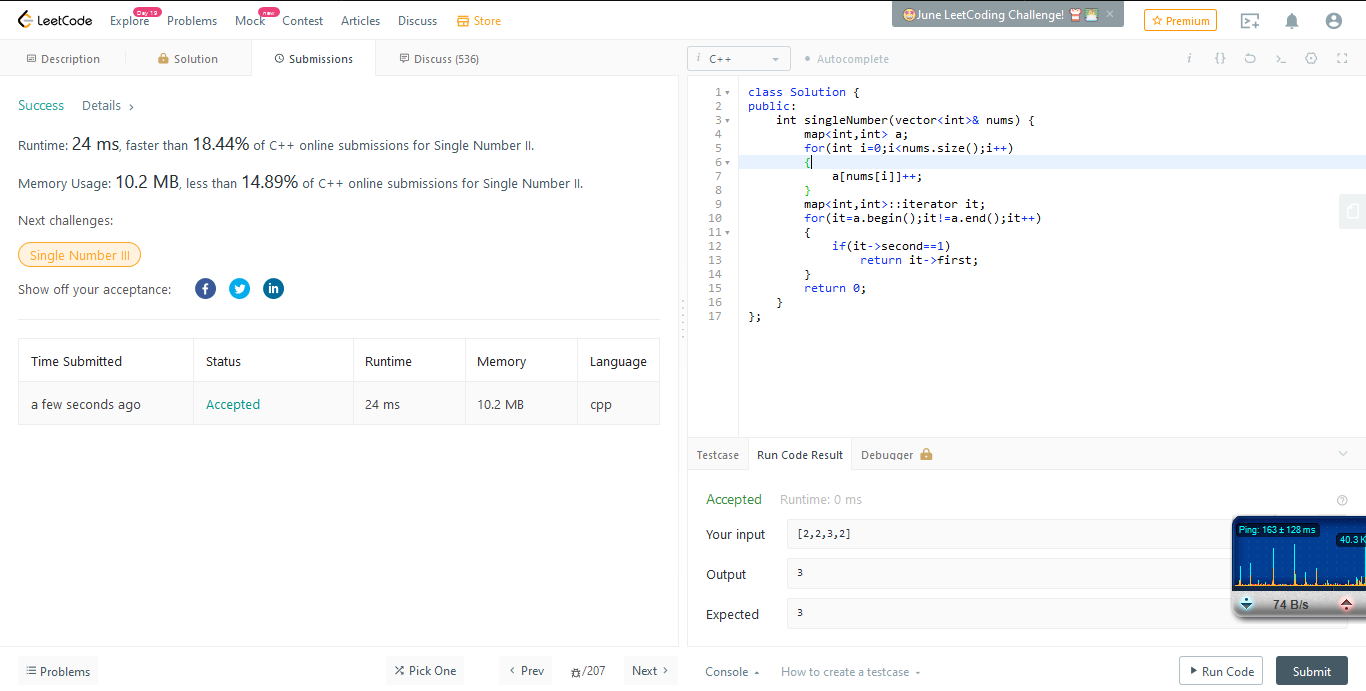 LeetCode Explore Day 19 Problems Mock new Contest Articles Discuss Store
June LeetCoding Challenge! ×
Premium
Description
Solution
Submissions
Discuss (536)
Success Details ›
Runtime: 24 ms, faster than 18.44% of C++ online submissions for Single Number II.
Memory Usage: 10.2 MB, less than 14.89% of C++ online submissions for Single Number II.
Next challenges:
Single Number III
Show off your acceptance:
Time Submitted Status Runtime Memory Language
a few seconds ago Accepted 24 ms 10.2 MB cpp
Problems
Pick One
‹ Prev
/207
Next ›
i C++
Autocomplete
1 class Solution {
2 public:
3 int singleNumber(vector<int>& nums) {
4 map<int,int> a;
5 for(int i=0;i<nums.size();i++)
6 {
7 a[nums[i]]++;
8 }
9 map<int,int>::iterator it;
10 for(it=a.begin();it!=a.end();it++)
11 {
12 if(it->second==1)
13 return it->first;
14 }
15 return 0;
16 }
17 };
Testcase Run Code Result Debugger
Accepted Runtime: 0 ms
Your input [2,2,3,2]
Output 3
Expected 3
Ping: 163 ± 128 ms
40.3 K
74 B/s
Console
How to create a testcase
Run Code
Submit